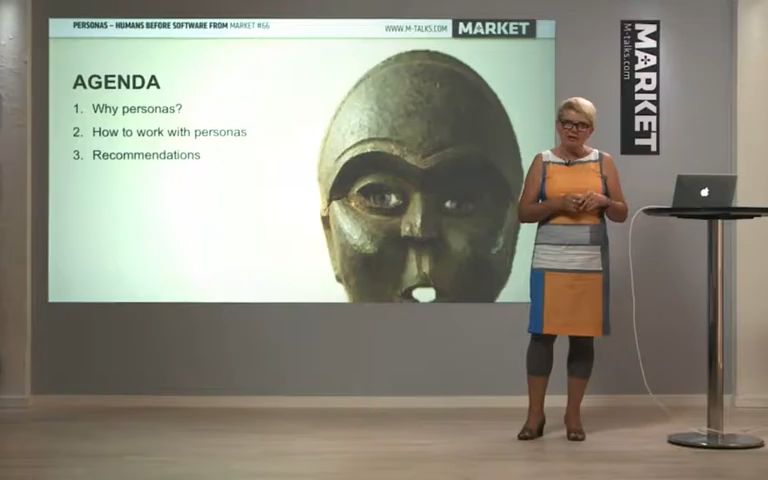 PERSONAS – HUMANS BEFORE SOFTWARE FROM MARKET #66
WWW.M-TALKS.COM
MARKET
AGENDA
1. Why personas?
2. How to work with personas
3. Recommendations
MARKET
M-talks.com